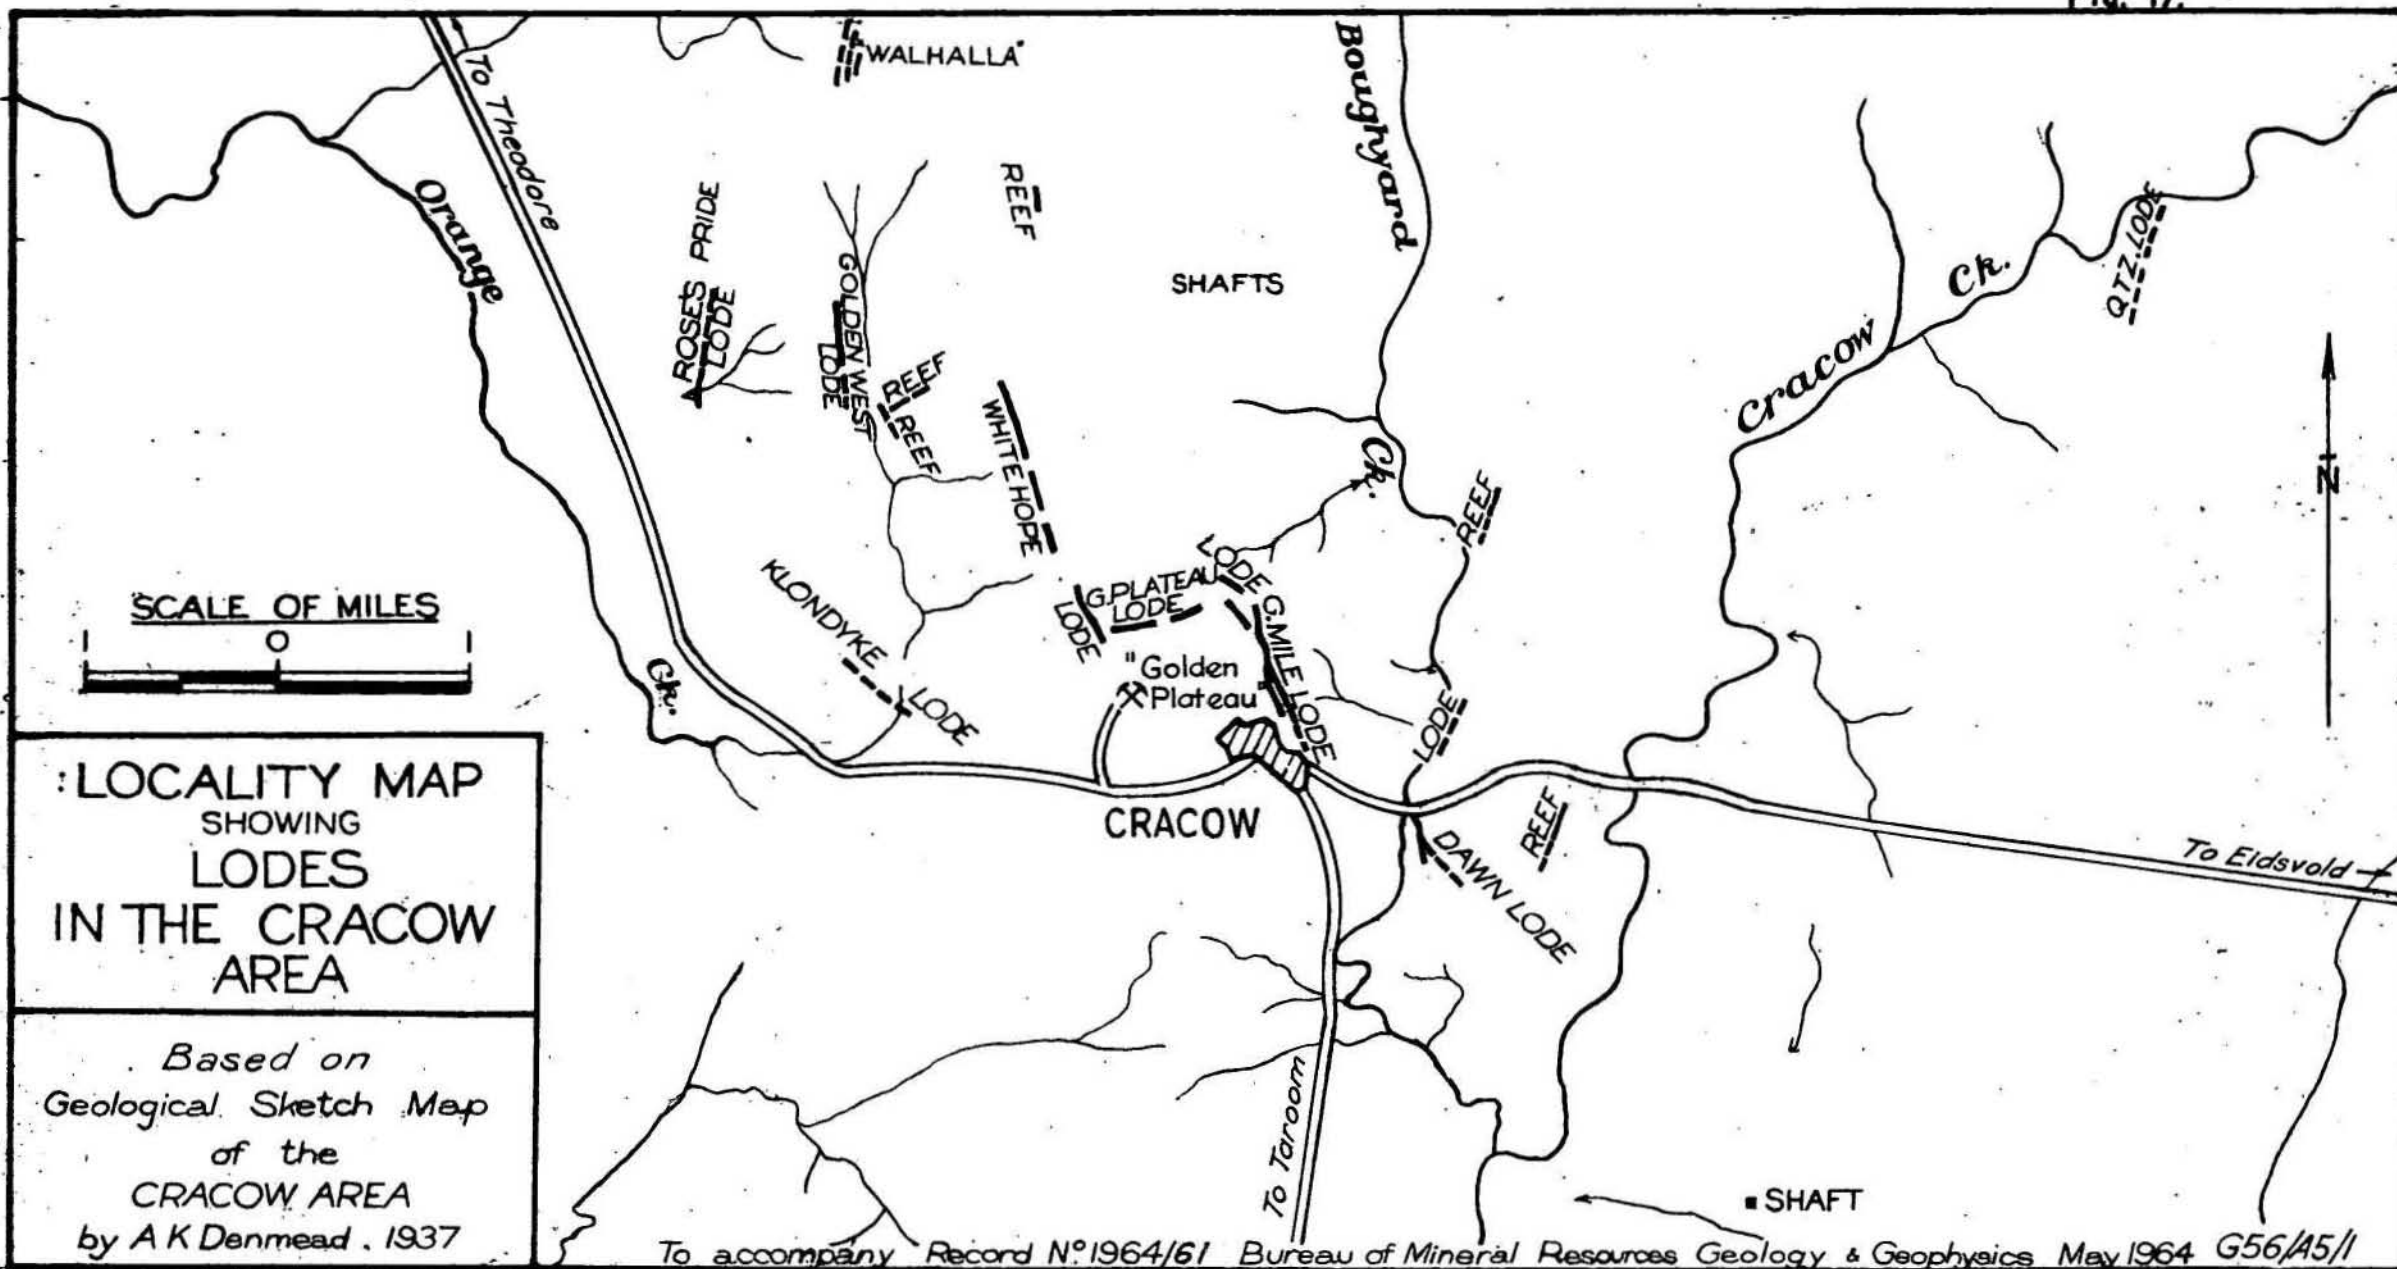 To Theodore
"WALHALLA"
Boughyard
Ck.
Orange
Ck.
ROSE'S PRIDE
LODE
GOLDEN WEST
LODE
REEF
REEF
REEF
WHITE HOPE
SHAFTS
Cracow
Ck.
QTZ. LODE
N
REEF
KLONDYKE
LODE
LODE
G. PLATEAU
LODE
LODE
G. MILE LODE
"Golden
Plateau"
LODE
CRACOW
REEF
DAWN LODE
To Eidsvold
To Taroom
SHAFT
SCALE OF MILES
1 0 1
LOCALITY MAP
SHOWING
LODES
IN THE CRACOW
AREA
Based on
Geological Sketch Map
of the
CRACOW AREA
by A K Denmead . 1937
To accompany Record No. 1964/61 Bureau of Mineral Resources Geology & Geophysics May 1964 G56/A5/1